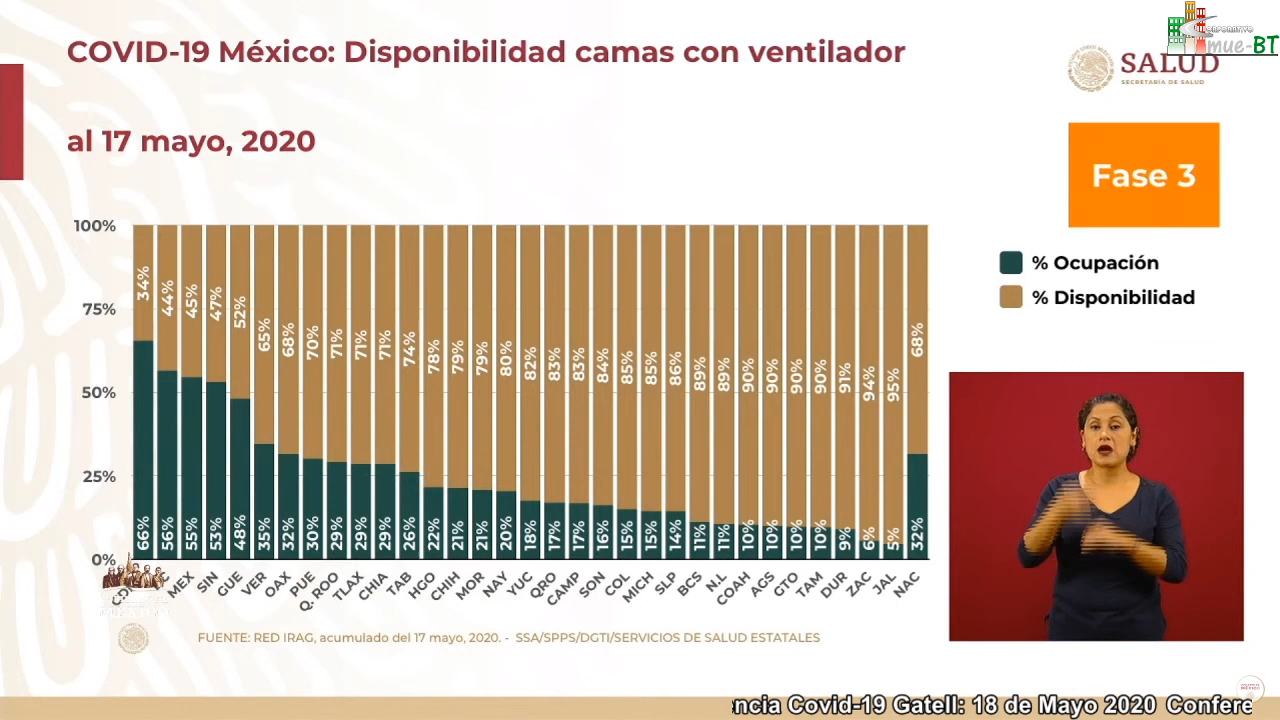 COVID-19 México: Disponibilidad camas con ventilador
al 17 mayo, 2020
CORPORATIVO
mue-BT
SALUD
SECRETARÍA DE SALUD
Fase 3
% Ocupación
% Disponibilidad
100%
75%
50%
25%
0%
34% 44% 45% 47% 52% 65% 68% 70% 71% 71% 71% 74% 78% 79% 79% 80% 82% 83% 83% 84% 85% 85% 86% 89% 89% 90% 90% 90% 90% 91% 94% 95% 68%
66% 56% 55% 53% 48% 35% 32% 30% 29% 29% 29% 26% 22% 21% 21% 20% 18% 17% 17% 16% 15% 15% 14% 11% 11% 10% 10% 10% 10% 9% 6% 5% 32%
MEX SIN GUE VER OAX PUE Q. ROO TLAX CHIA TAB HGO CHIH MOR NAY YUC QRO CAMP SON COL MICH SLP BCS N.L COAH AGS GTO TAM DUR ZAC JAL NAC
FUENTE: RED IRAG, acumulado del 17 mayo, 2020. - SSA/SPPS/DGTI/SERVICIOS DE SALUD ESTATALES
ncia Covid-19 Gatell: 18 de Mayo 2020 Confere